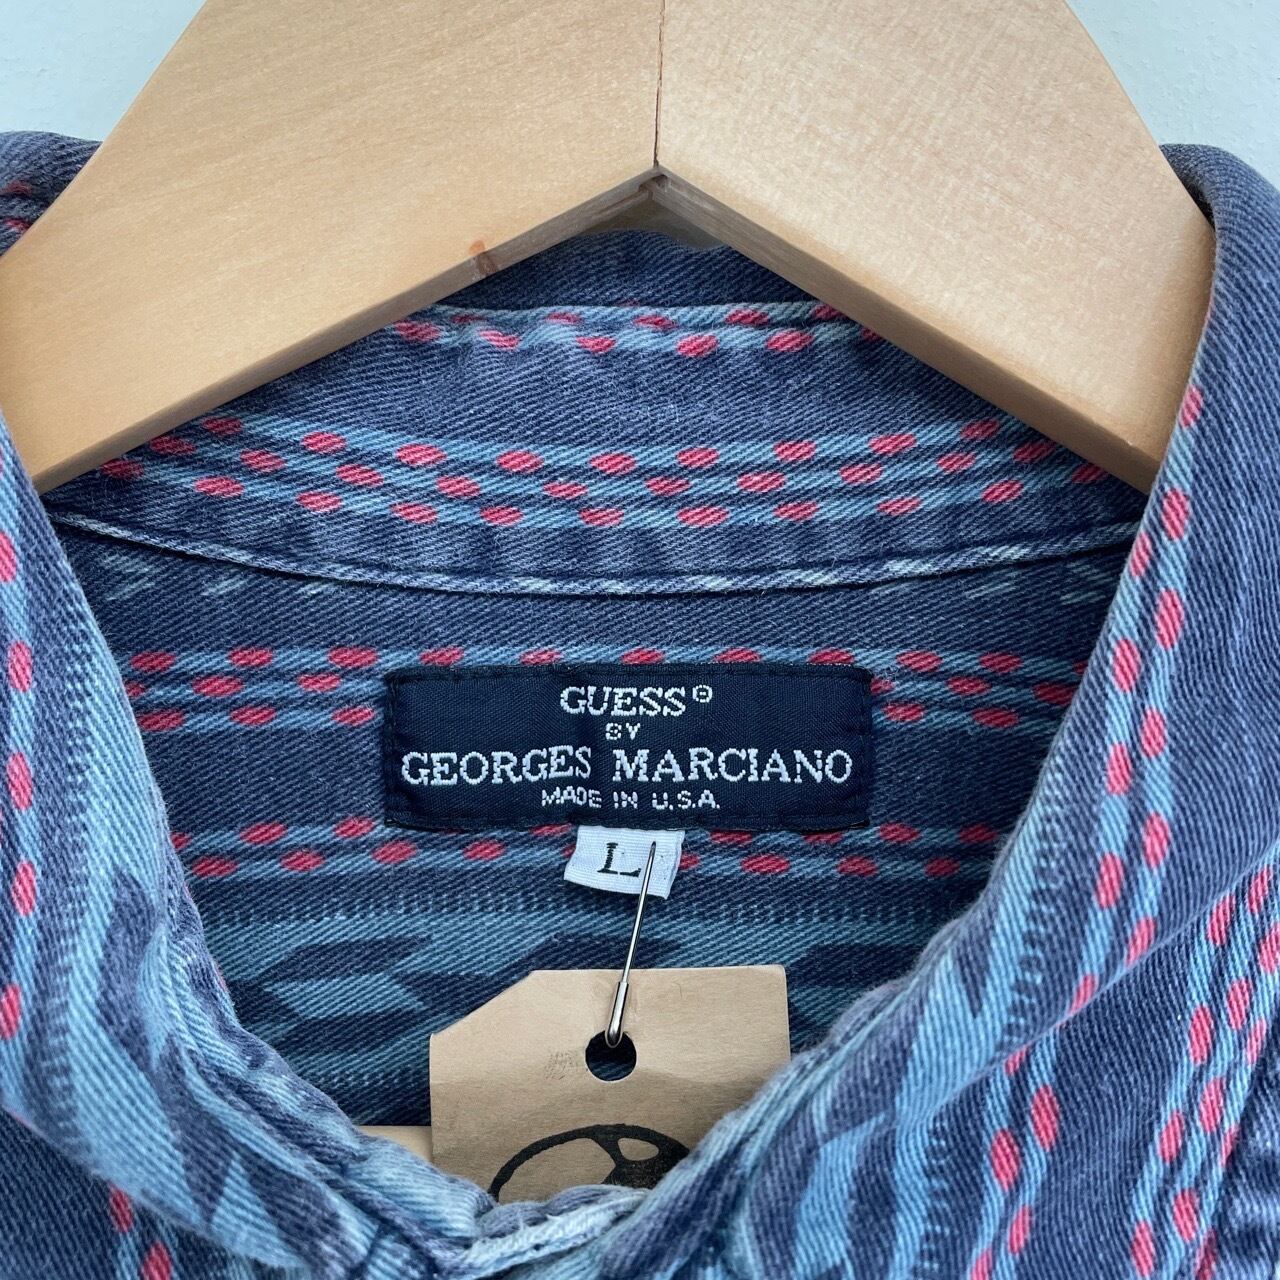 GUESS®
BY
GEORGES MARCIANO
MADE IN U.S.A.
L